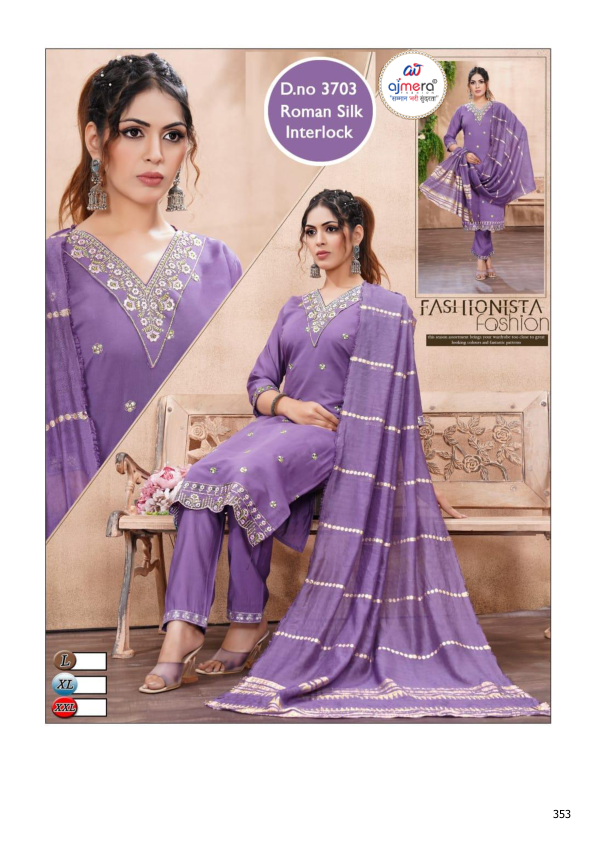 D.no 3703
Roman Silk
Interlock
ajmera
FASHION
"सम्मान भरी सुंदरता"
FASHIONISTA
Fashion
this season assortment brings your wardrobe too close to great
looking colours and fantastic patterns
L
XL
XXL
353